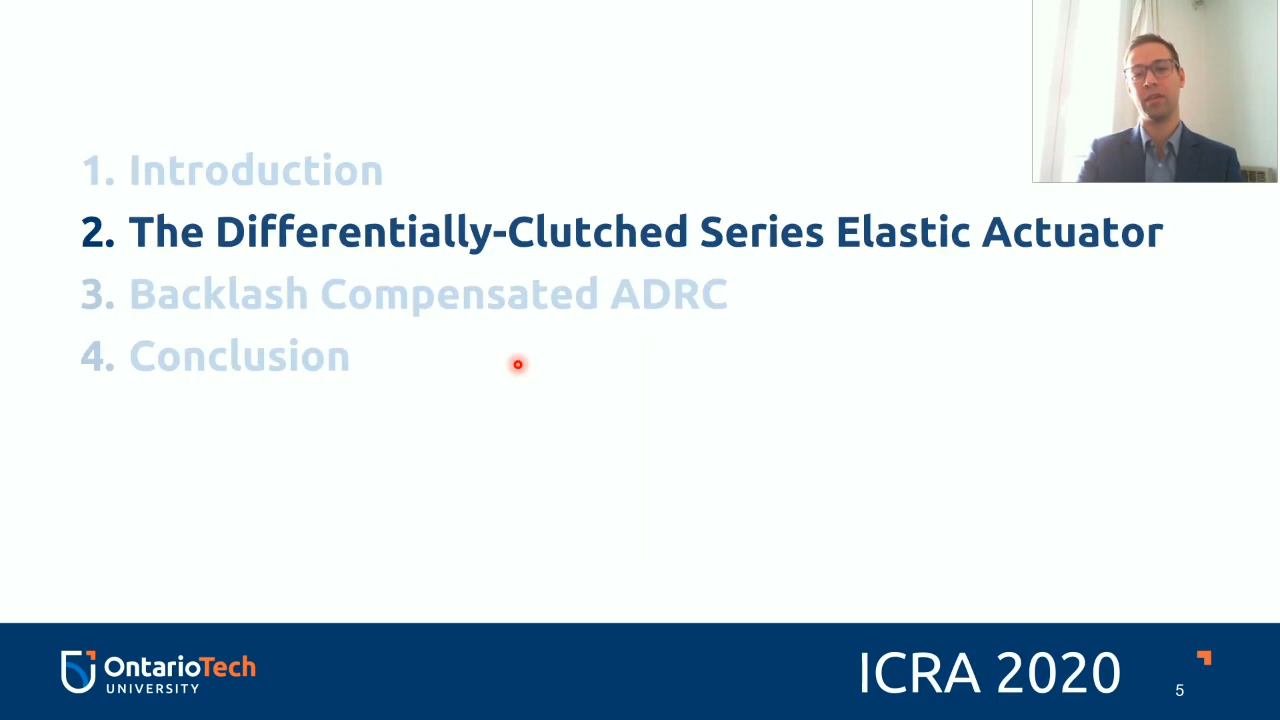 1. Introduction
2. The Differentially-Clutched Series Elastic Actuator
3. Backlash Compensated ADRC
4. Conclusion
OntarioTech
UNIVERSITY
ICRA 2020
5